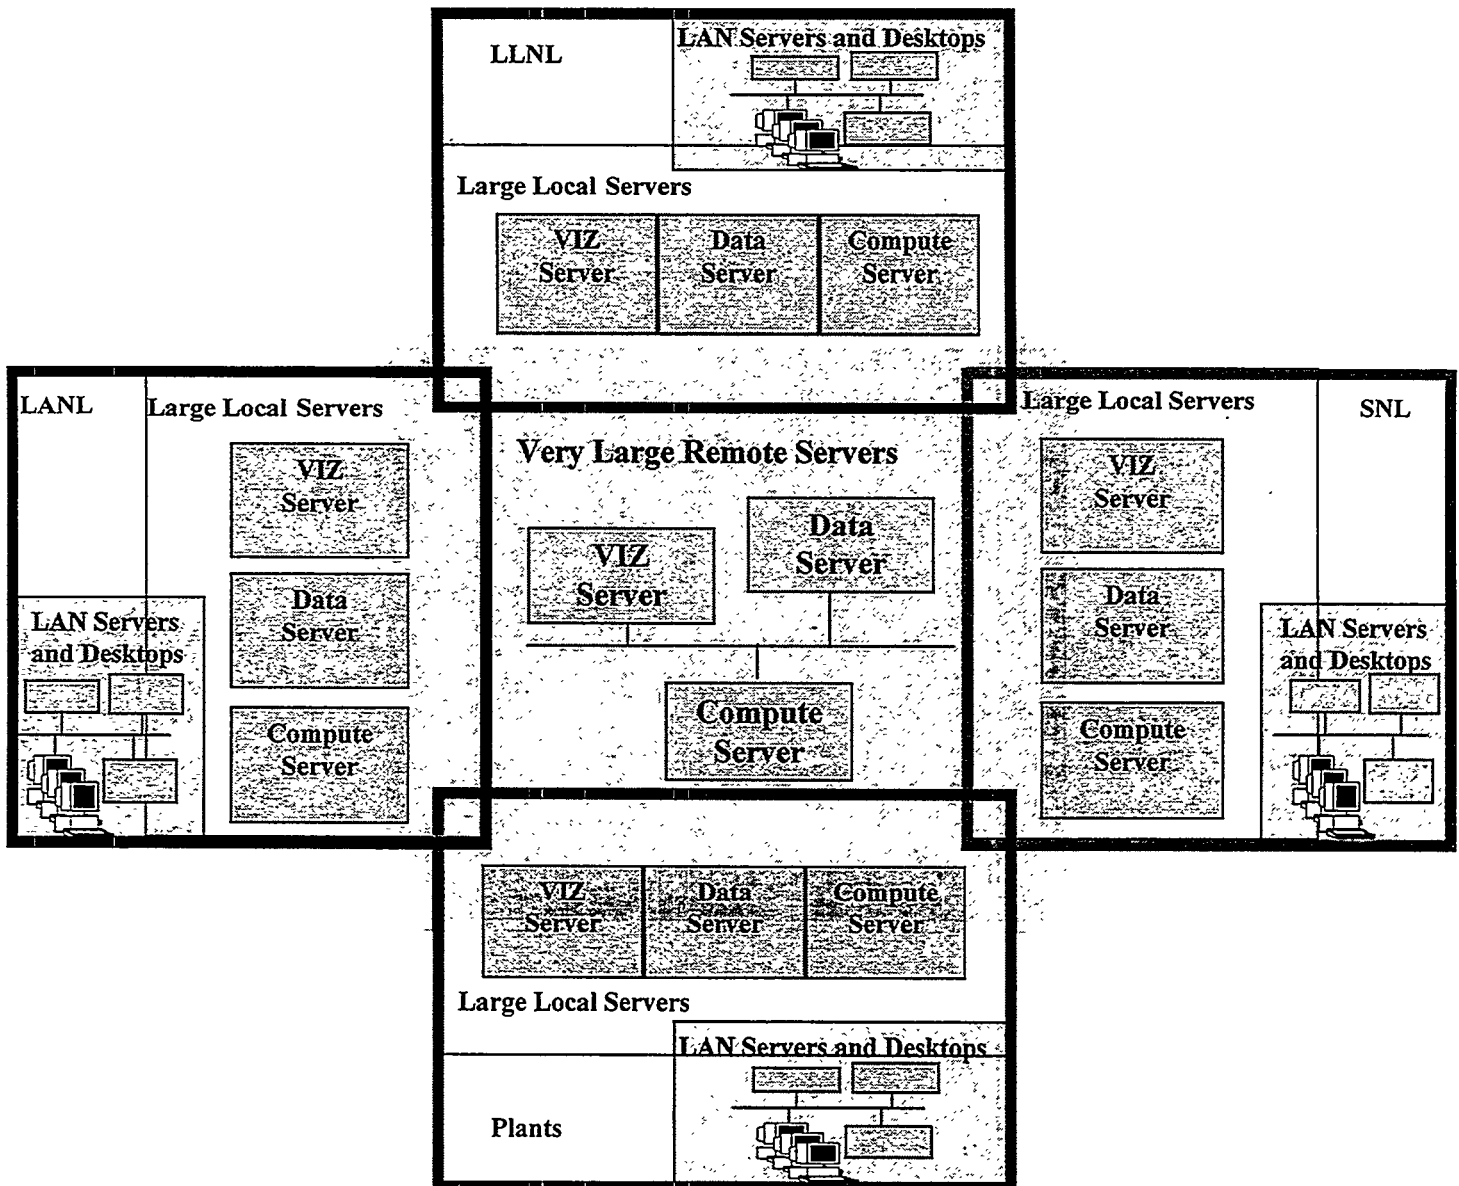 LLNL
LAN Servers and Desktops
Large Local Servers
VIZ
Server
Data
Server
Compute
Server
LANL
Large Local Servers
VIZ
Server
Data
Server
Compute
Server
LAN Servers
and Desktops
Very Large Remote Servers
VIZ
Server
Data
Server
Compute
Server
Large Local Servers
SNL
VIZ
Server
Data
Server
Compute
Server
LAN Servers
and Desktops
VIZ
Server
Data
Server
Compute
Server
Large Local Servers
LAN Servers and Desktops
Plants